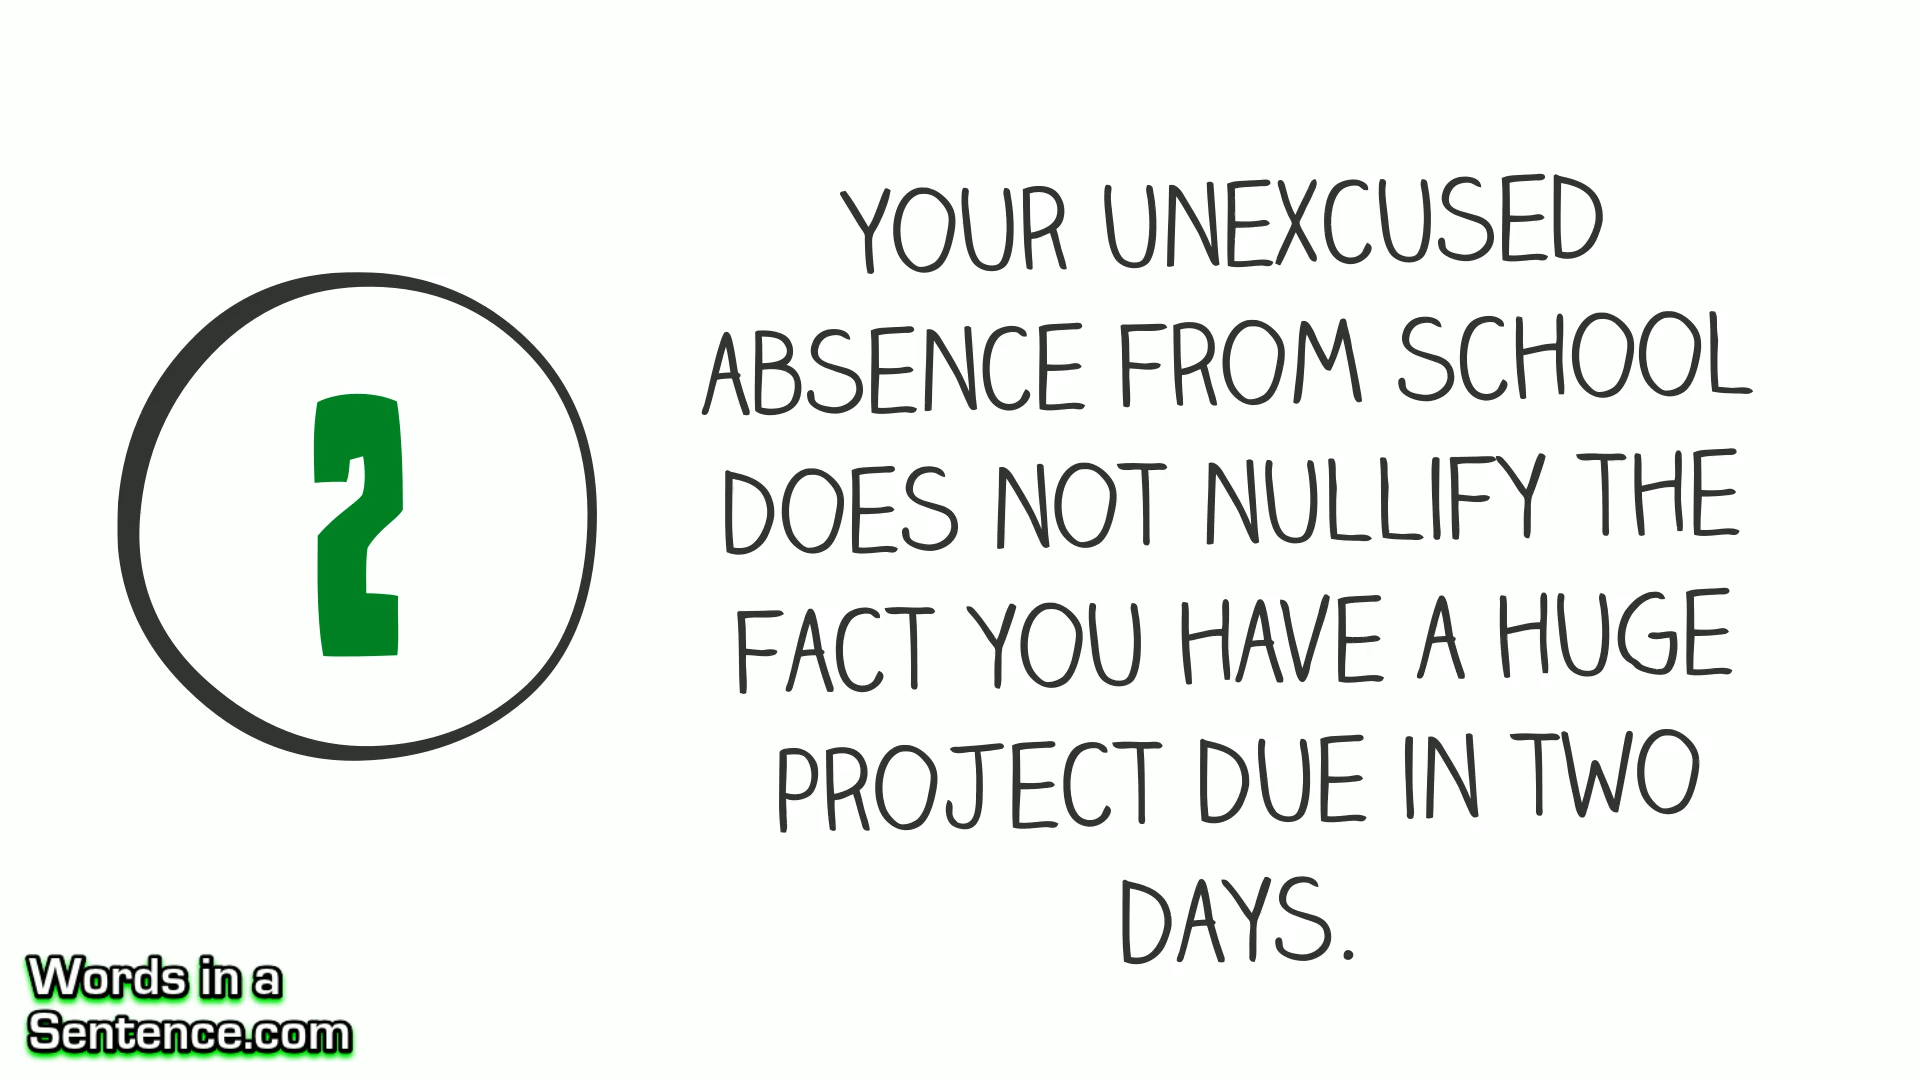 2
YOUR UNEXCUSED
ABSENCE FROM SCHOOL
DOES NOT NULLIFY THE
FACT YOU HAVE A HUGE
PROJECT DUE IN TWO
DAYS.
Words in a
Sentence.com